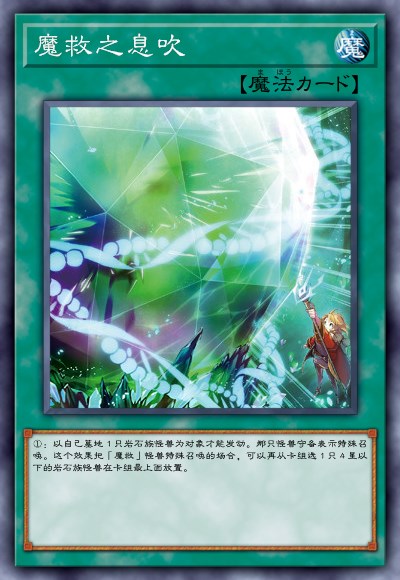 魔救之息吹
魔
【魔法カード】
ま ほう
①：以自己墓地1只岩石族怪兽为对象才能发动。那只怪兽守备表示特殊召
唤。这个效果把「魔救」怪兽特殊召唤的场合，可以再从卡组选1只4星以
下的岩石族怪兽在卡组最上面放置。